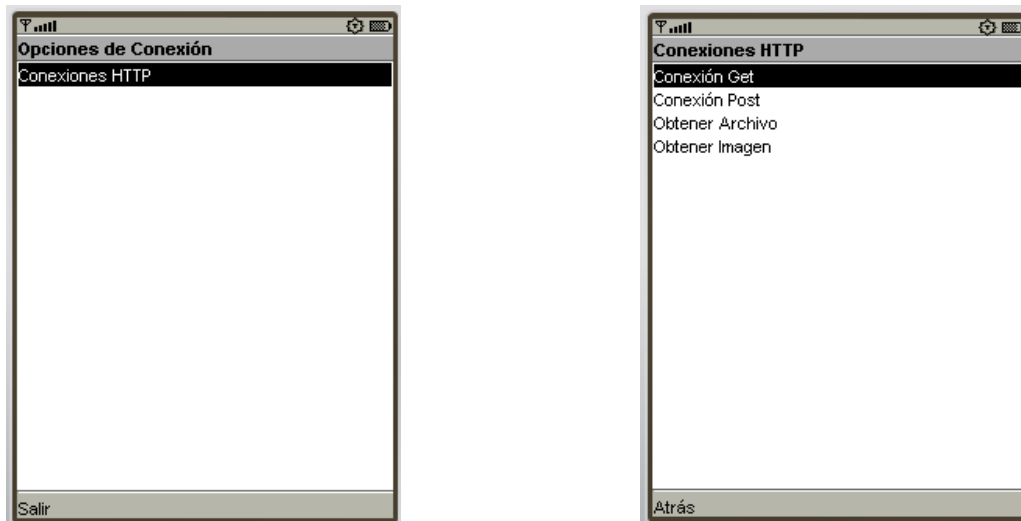 Opciones de Conexión
Conexiones HTTP
Salir
Conexiones HTTP
Conexión Get
Conexión Post
Obtener Archivo
Obtener Imagen
Atrás